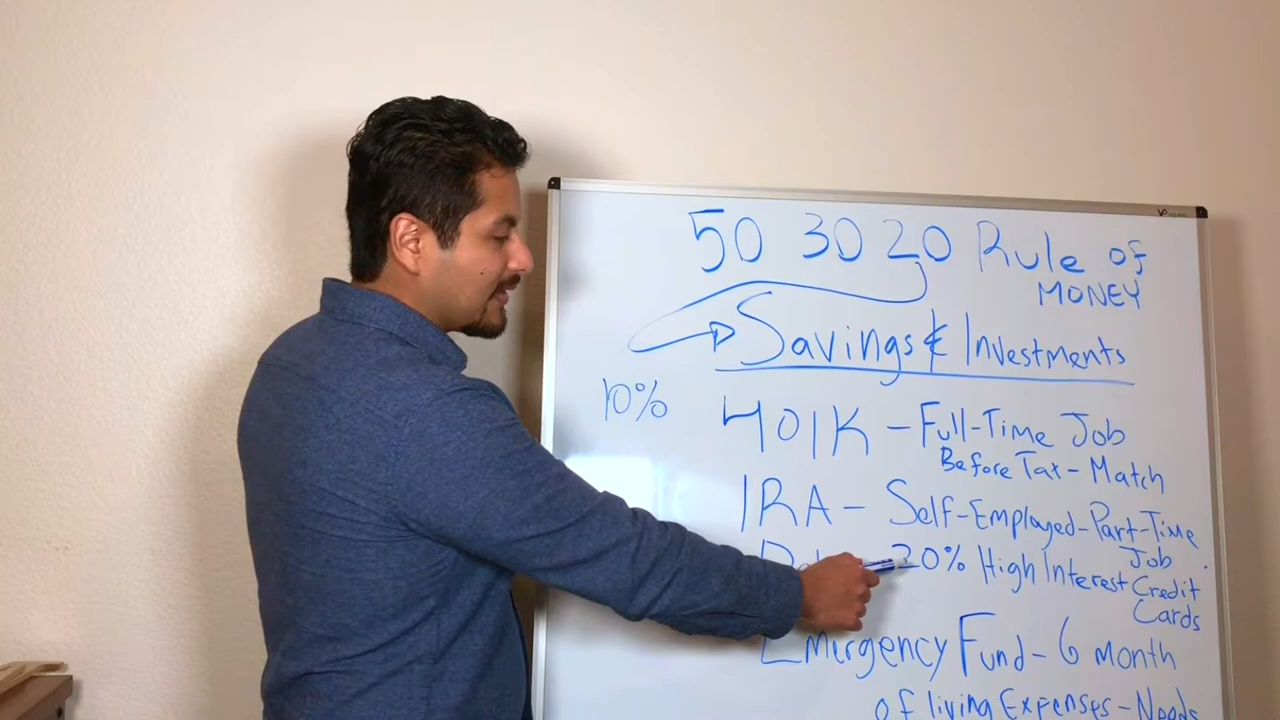 50 30 20 Rule of
MONEY
Savings & Investments
10%
401K - Full-Time Job
Before Tax - Match
IRA - Self-Employed - Part-Time
Job
20% High Interest Credit
Cards
Emergency Fund - 6 month
of living Expenses - Needs